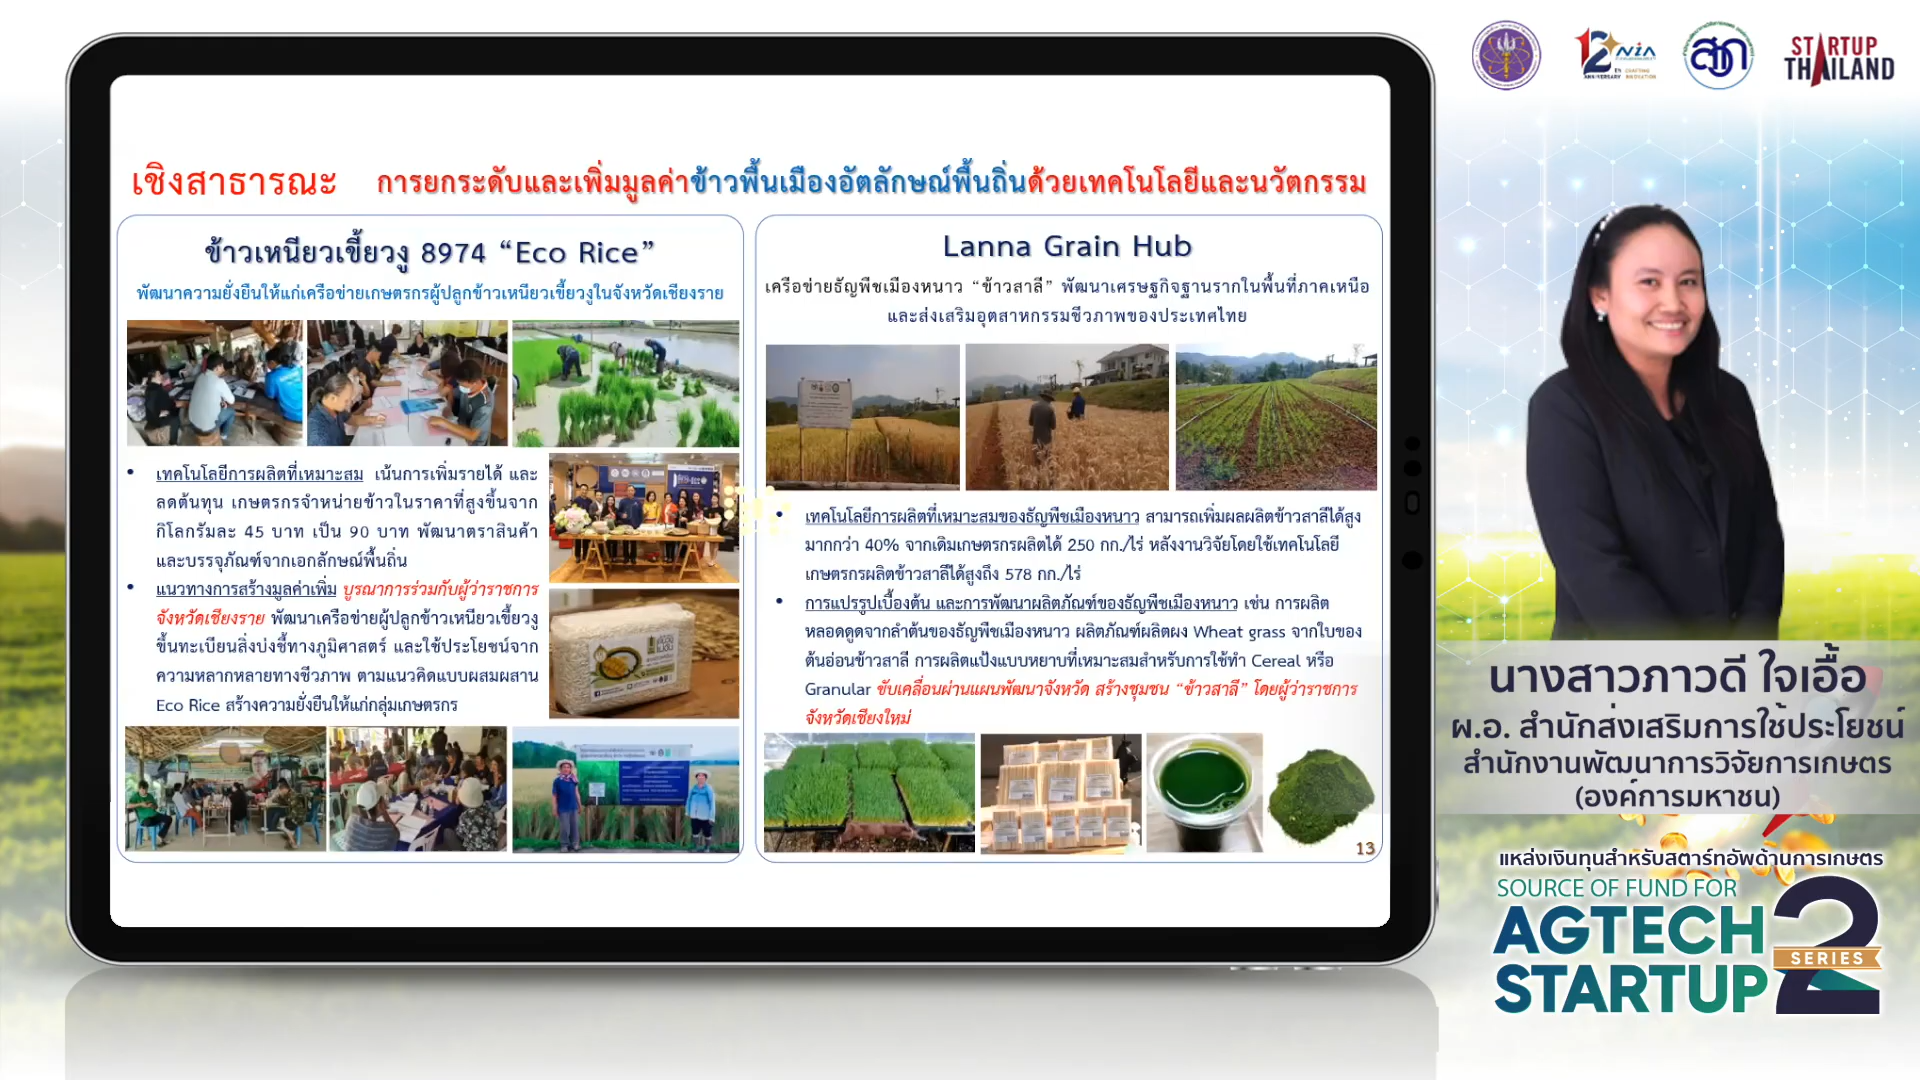 เชิงสาธารณะ การยกระดับและเพิ่มมูลค่าข้าวพื้นเมืองอัตลักษณ์พื้นถิ่นด้วยเทคโนโลยีและนวัตกรรม
ข้าวเหนียวเขี้ยวงู 8974 “Eco Rice”
พัฒนาความยั่งยืนให้แก่เครือข่ายเกษตรกรผู้ปลูกข้าวเหนียวเขี้ยวงูในจังหวัดเชียงราย
• เทคโนโลยีการผลิตที่เหมาะสม เน้นการเพิ่มรายได้ และ
ลดต้นทุน เกษตรกรจำหน่ายข้าวในราคาที่สูงขึ้นจาก
กิโลกรัมละ 45 บาท เป็น 90 บาท พัฒนาตราสินค้า
และบรรจุภัณฑ์จากเอกลักษณ์พื้นถิ่น
• แนวทางการสร้างมูลค่าเพิ่ม บูรณาการร่วมกับผู้ว่าราชการ
จังหวัดเชียงราย พัฒนาเครือข่ายผู้ปลูกข้าวเหนียวเขี้ยวงู
ขึ้นทะเบียนสิ่งบ่งชี้ทางภูมิศาสตร์ และใช้ประโยชน์จาก
ความหลากหลายทางชีวภาพ ตามแนวคิดแบบผสมผสาน
Eco Rice สร้างความยั่งยืนให้แก่กลุ่มเกษตรกร
Lanna Grain Hub
เครือข่ายธัญพืชเมืองหนาว “ข้าวสาลี” พัฒนาเศรษฐกิจฐานรากในพื้นที่ภาคเหนือ
และส่งเสริมอุตสาหกรรมชีวภาพของประเทศไทย
• เทคโนโลยีการผลิตที่เหมาะสมของธัญพืชเมืองหนาว สามารถเพิ่มผลผลิตข้าวสาลีได้สูง
มากกว่า 40% จากเดิมเกษตรกรผลิตได้ 250 กก./ไร่ หลังงานวิจัยโดยใช้เทคโนโลยี
เกษตรกรผลิตข้าวสาลีได้สูงถึง 578 กก./ไร่
• การแปรรูปเบื้องต้น และการพัฒนาผลิตภัณฑ์ของธัญพืชเมืองหนาว เช่น การผลิต
หลอดดูดจากลำต้นของธัญพืชเมืองหนาว ผลิตภัณฑ์ผลิตผง Wheat grass จากใบของ
ต้นอ่อนข้าวสาลี การผลิตแป้งแบบหยาบที่เหมาะสมสำหรับการใช้ทำ Cereal หรือ
Granular ขับเคลื่อนผ่านแผนพัฒนาจังหวัด สร้างชุมชน “ข้าวสาลี” โดยผู้ว่าราชการ
จังหวัดเชียงใหม่
13
12 NIA
ANNIVERSARY
สวก
STARTUP
THAILAND
นางสาวภาวดี ใจเอื้อ
ผ.อ. สำนักส่งเสริมการใช้ประโยชน์
สำนักงานพัฒนาการวิจัยการเกษตร
(องค์การมหาชน)
แหล่งเงินทุนสำหรับสตาร์ทอัพด้านการเกษตร
SOURCE OF FUND FOR
AGTECH
STARTUP
2
SERIES